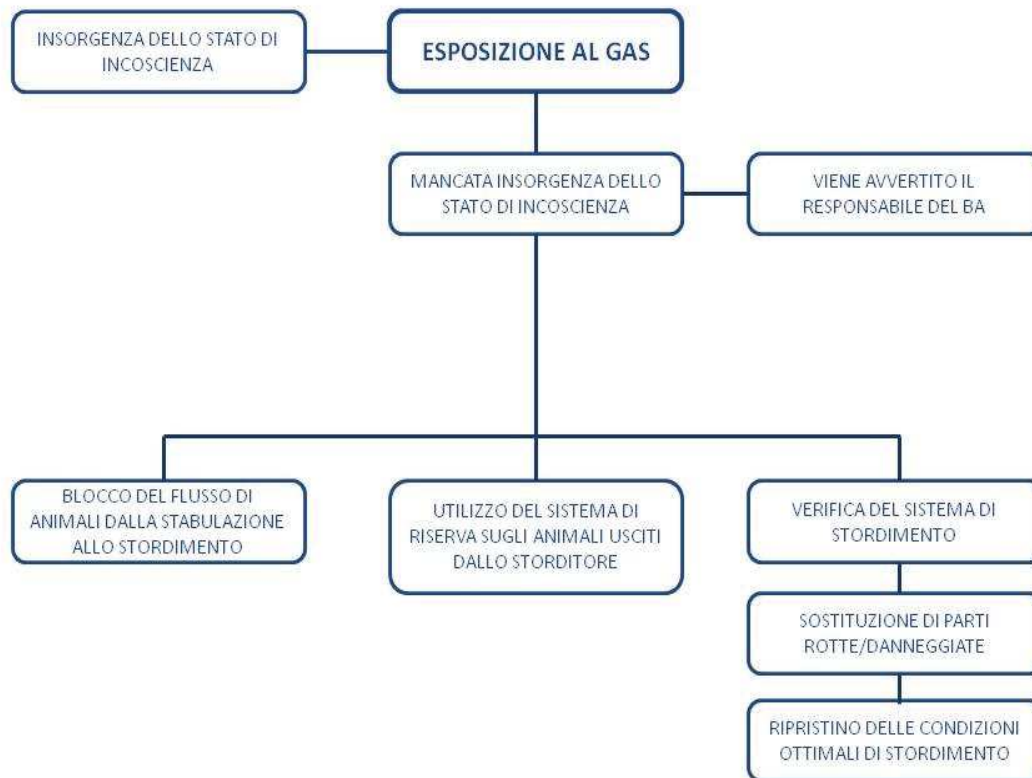 INSORGENZA DELLO STATO DI
INCOSCIENZA
ESPOSIZIONE AL GAS
MANCATA INSORGENZA DELLO
STATO DI INCOSCIENZA
VIENE AVVERTITO IL
RESPONSABILE DEL BA
BLOCCO DEL FLUSSO DI
ANIMALI DALLA STABULAZIONE
ALLO STORDIMENTO
UTILIZZO DEL SISTEMA DI
RISERVA SUGLI ANIMALI USCITI
DALLO STORDITORE
VERIFICA DEL SISTEMA DI
STORDIMENTO
SOSTITUZIONE DI PARTI
ROTTE/DANNEGGIATE
RIPRISTINO DELLE CONDIZIONI
OTTIMALI DI STORDIMENTO